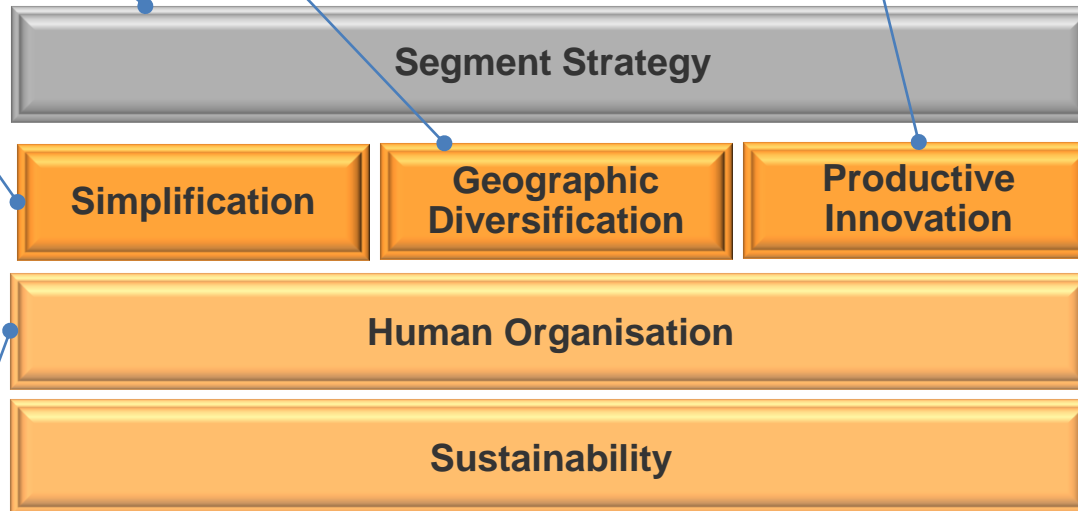 Segment Strategy
Simplification
Geographic
Diversification
Productive
Innovation
Human Organisation
Sustainability